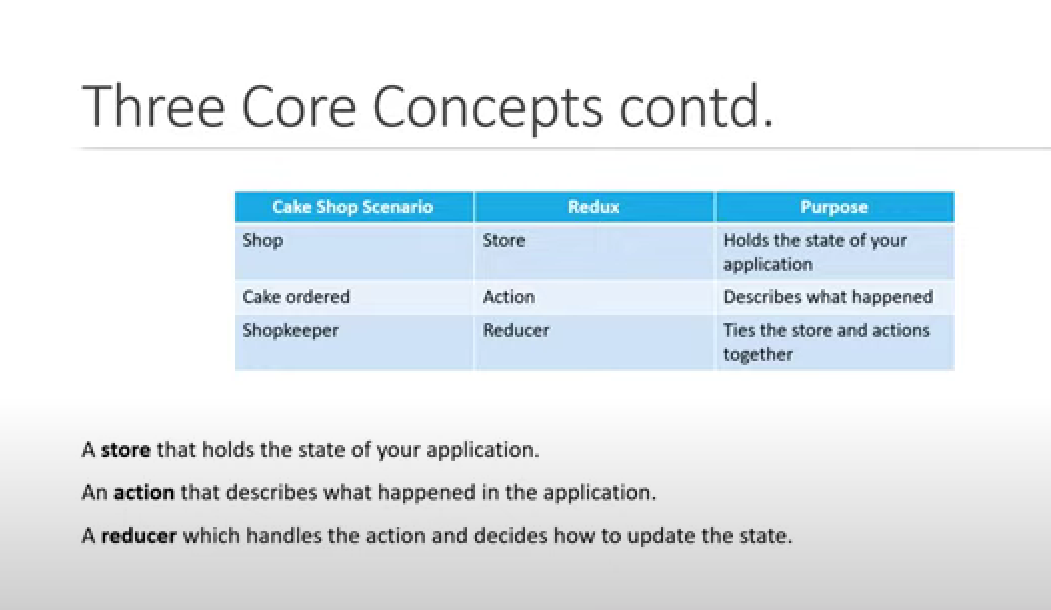 Three Core Concepts contd.
Cake Shop Scenario Redux Purpose
Shop Store Holds the state of your
application
Cake ordered Action Describes what happened
Shopkeeper Reducer Ties the store and actions
together
A store that holds the state of your application.
An action that describes what happened in the application.
A reducer which handles the action and decides how to update the state.